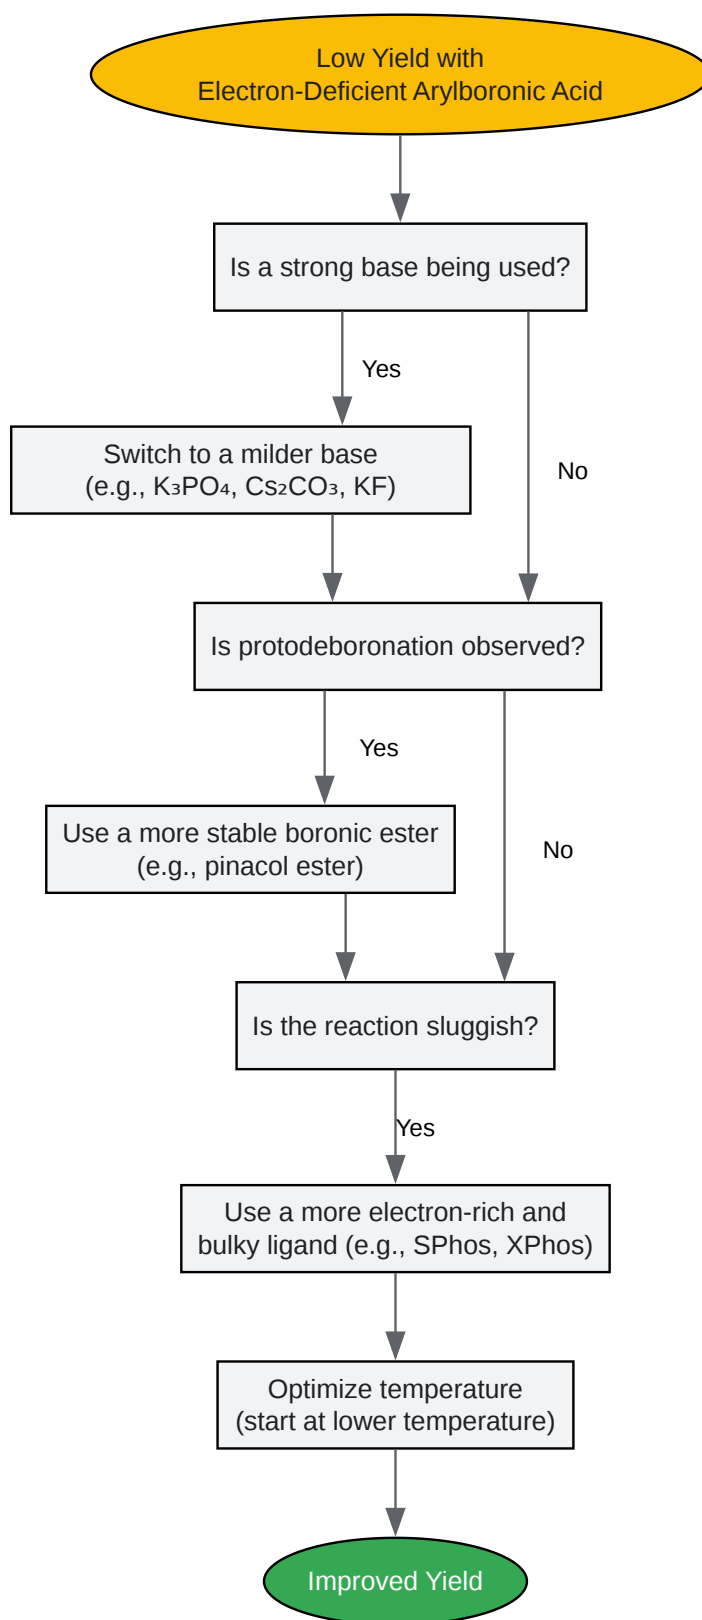 Low Yield with
Electron-Deficient Arylboronic Acid
Is a strong base being used?
Yes
Switch to a milder base
(e.g., K₃PO₄, Cs₂CO₃, KF)
No
Is protodeboronation observed?
Yes
Use a more stable boronic ester
(e.g., pinacol ester)
No
Is the reaction sluggish?
Yes
Use a more electron-rich and
bulky ligand (e.g., SPhos, XPhos)
Optimize temperature
(start at lower temperature)
Improved Yield